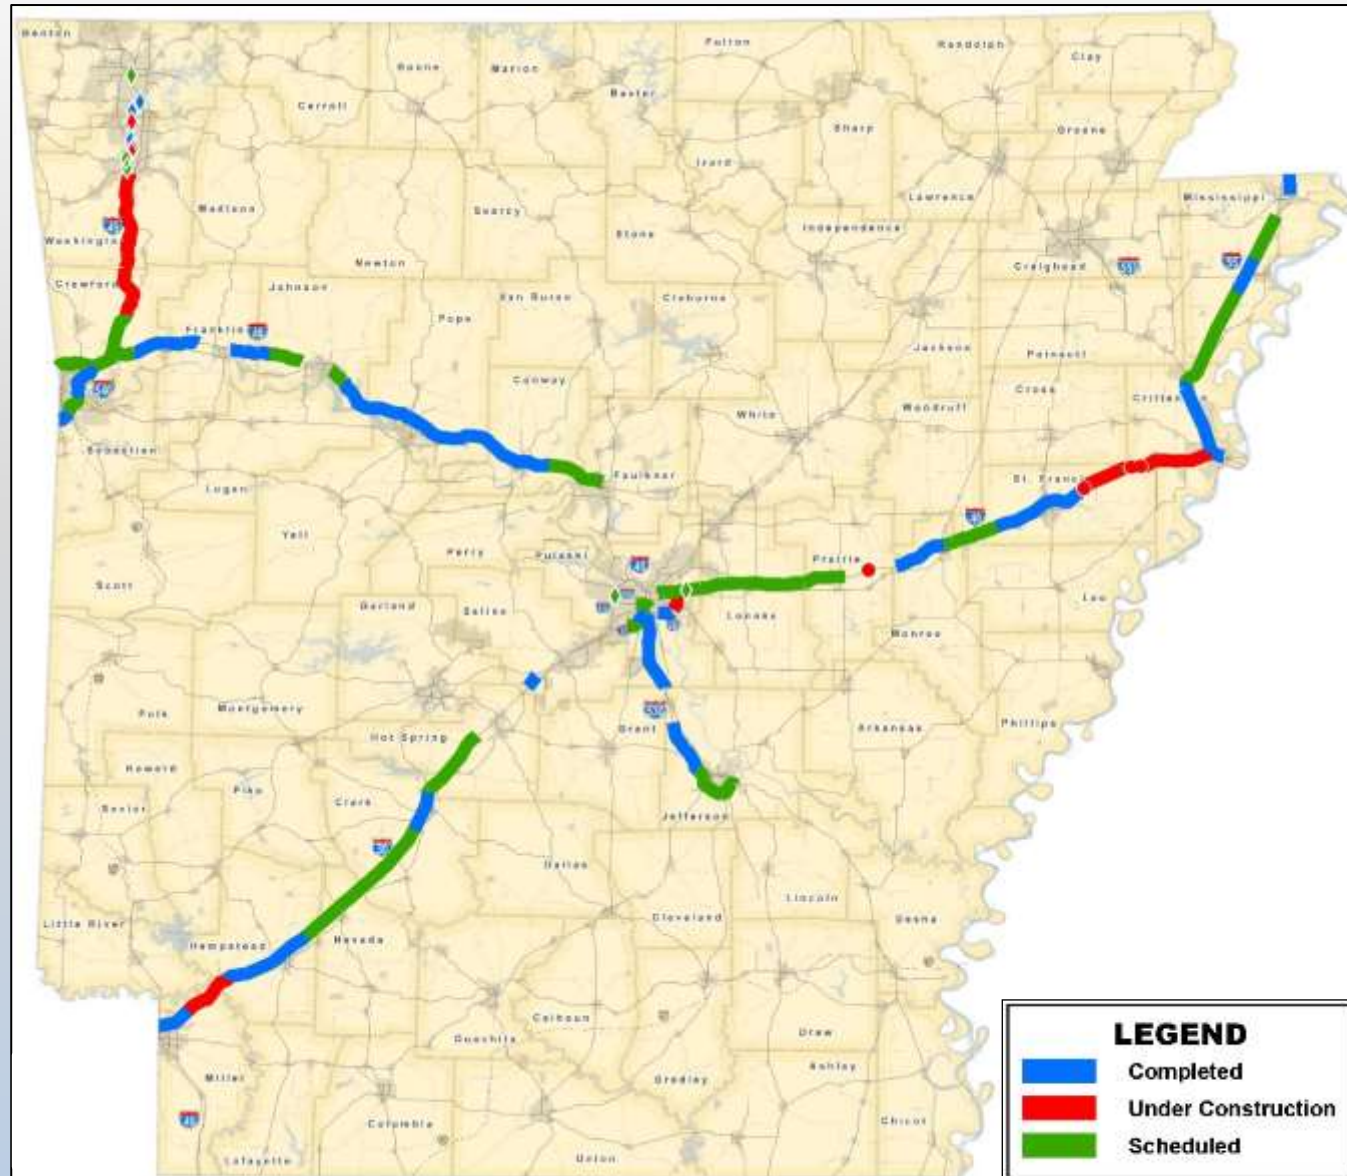 Benton
Fulton
Randolph
Clay
Boone
Marion
Baxter
Carroll
Sharp
Greene
Izard
Lawrence
Mississippi
Madison
Searcy
Stone
Independence
Washington
Newton
Craighead
Crawford
Johnson
Van Buren
Cleburne
Franklin
Pope
Jackson
Poinsett
Conway
Cross
White
Woodruff
Crittenden
Sebastian
Faulkner
Logan
St. Francis
Yell
Perry
Pulaski
Prairie
Scott
Garland
Saline
Lonoke
Lee
Monroe
Polk
Montgomery
Grant
Arkansas
Phillips
Hot Spring
Howard
Pike
Clark
Sevier
Jefferson
Dallas
Lincoln
Little River
Cleveland
Desha
Hempstead
Nevada
Calhoun
Ouachita
Drew
Miller
Bradley
Ashley
Columbia
Chicot
Lafayette
Union
LEGEND
Completed
Under Construction
Scheduled